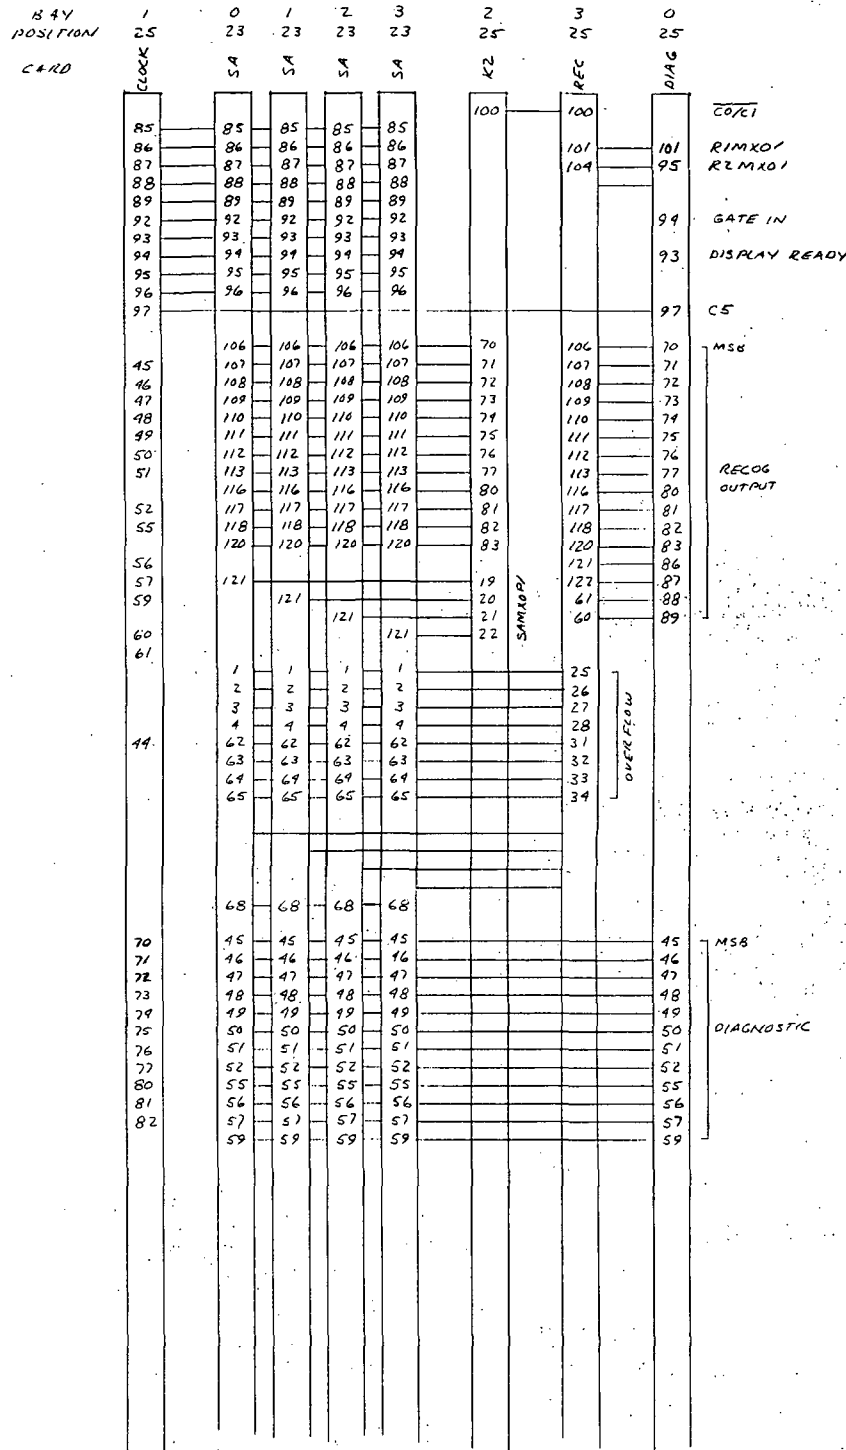 BAY 1 0 1 2 3 2 3 0
POSITION 25 23 23 23 23 25 25 25
CARD CLOCK SA SA SA SA K2 REC DIAG
100 100 CO/CI
85 85 85 85 85
86 86 86 86 86 101 101 R1MX01
87 87 87 87 87 104 95 R2MX01
88 88 88 88 88
89 89 89 89 89
92 92 92 92 92 94 GATE IN
93 93 93 93 93
94 94 94 94 94 93 DISPLAY READY
95 95 95 95 95
96 96 96 96 96
97 97 C5
106 106 106 106 70 106 70 MSB
45 107 107 107 107 71 107 71
46 108 108 108 108 72 108 72
47 109 109 109 109 73 109 73
48 110 110 110 110 74 110 74
49 111 111 111 111 75 111 75
50 112 112 112 112 76 112 76
51 113 113 113 113 77 113 77 RECOG
116 116 116 116 80 116 80 OUTPUT
52 117 117 117 117 81 117 81
55 118 118 118 118 82 118 82
120 120 120 120 83 120 83
56 121 86
57 121 19 122 87
59 121 20 61 88
121 21 60 89
60 121 22
SAMX0P1
61
1 1 1 1 25
2 2 2 2 26
3 3 3 3 27
4 4 4 4 28
44 62 62 62 62 31
63 63 63 63 32
64 64 64 64 33
65 65 65 65 34
OVERFLOW
68 68 68 68
70 45 45 45 45 45 MSB
71 46 46 46 46 46
72 47 47 47 47 47
73 48 48 48 48 48
74 49 49 49 49 49
75 50 50 50 50 50 DIAGNOSTIC
76 51 51 51 51 51
77 52 52 52 52 52
80 55 55 55 55 55
81 56 56 56 56 56
82 57 57 57 57 57
59 59 59 59 59